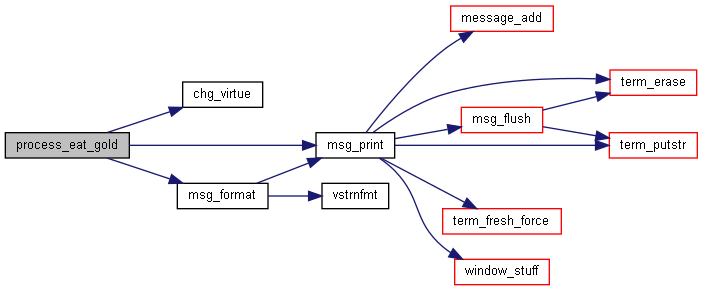 process_eat_gold
chg_virtue
msg_format
msg_print
vstrnfmt
message_add
msg_flush
term_erase
term_putstr
term_fresh_force
window_stuff